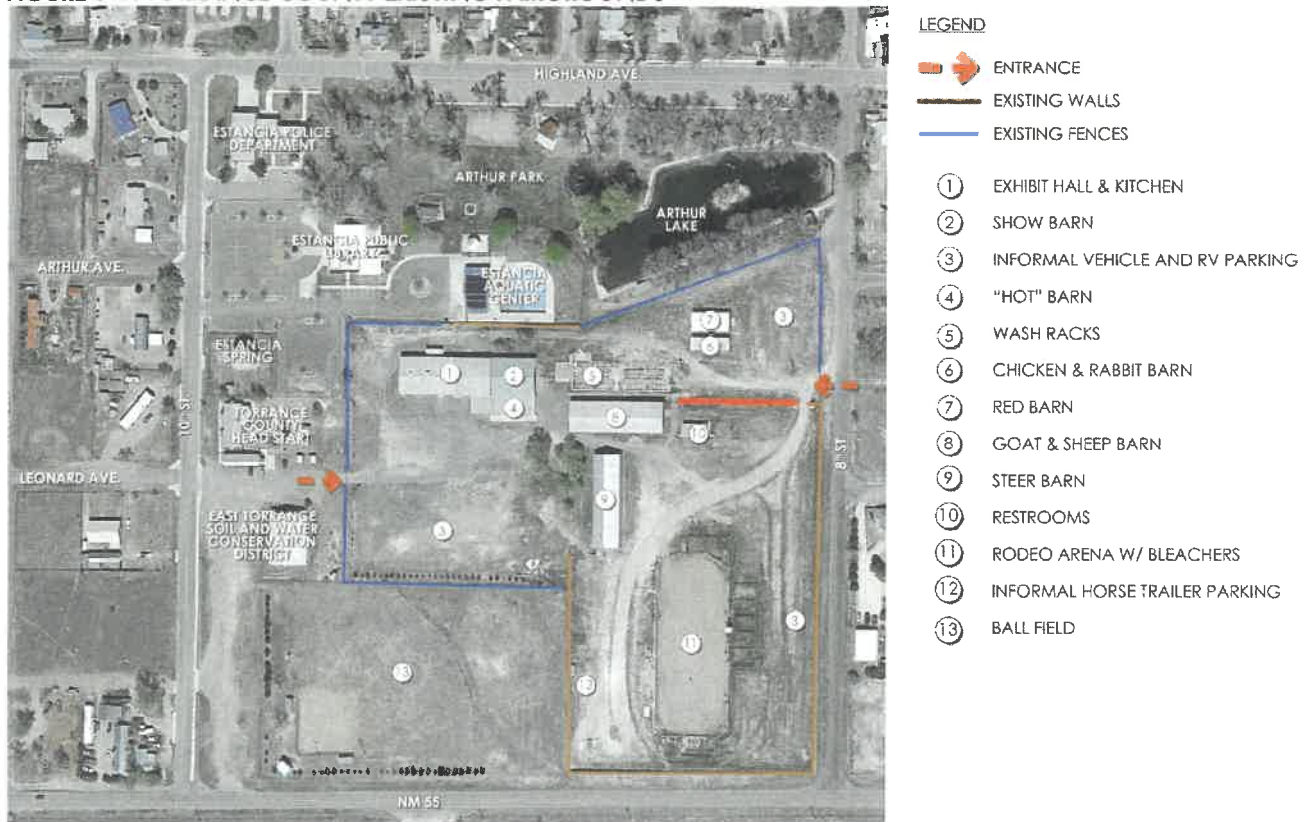 HIGHLAND AVE.
ESTANCIA POLICE
DEPARTMENT
ARTHUR PARK
ARTHUR
LAKE
ESTANCIA PUBLIC
LIBRARY
ARTHUR AVE.
ESTANCIA
AQUATIC
CENTER
7
3
6
ESTANCIA
SPRING
1
2
5
4
8
10
TORRANCE
COUNTY
HEAD START
10TH ST.
8TH ST
LEONARD AVE.
9
EAST TORRANCE
SOIL AND WATER
CONSERVATION
DISTRICT
3
3
11
13
12
NM 55
LEGEND
ENTRANCE
EXISTING WALLS
EXISTING FENCES
1 EXHIBIT HALL & KITCHEN
2 SHOW BARN
3 INFORMAL VEHICLE AND RV PARKING
4 "HOT" BARN
5 WASH RACKS
6 CHICKEN & RABBIT BARN
7 RED BARN
8 GOAT & SHEEP BARN
9 STEER BARN
10 RESTROOMS
11 RODEO ARENA W/ BLEACHERS
12 INFORMAL HORSE TRAILER PARKING
13 BALL FIELD